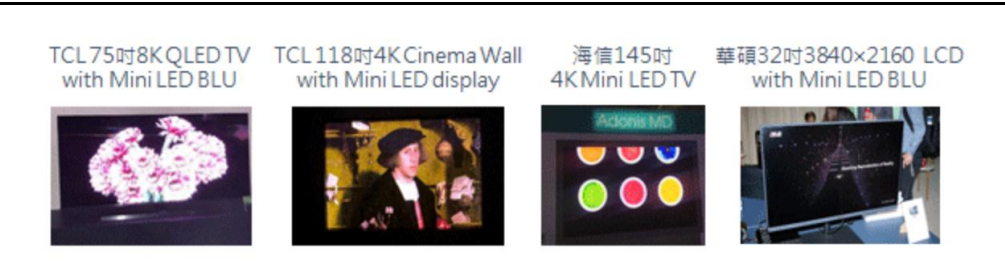 TCL 75吋8K QLED TV
with Mini LED BLU
TCL 118吋4K Cinema Wall
with Mini LED display
海信145吋
4K Mini LED TV
華碩32吋3840×2160 LCD
with Mini LED BLU
Adonis MD